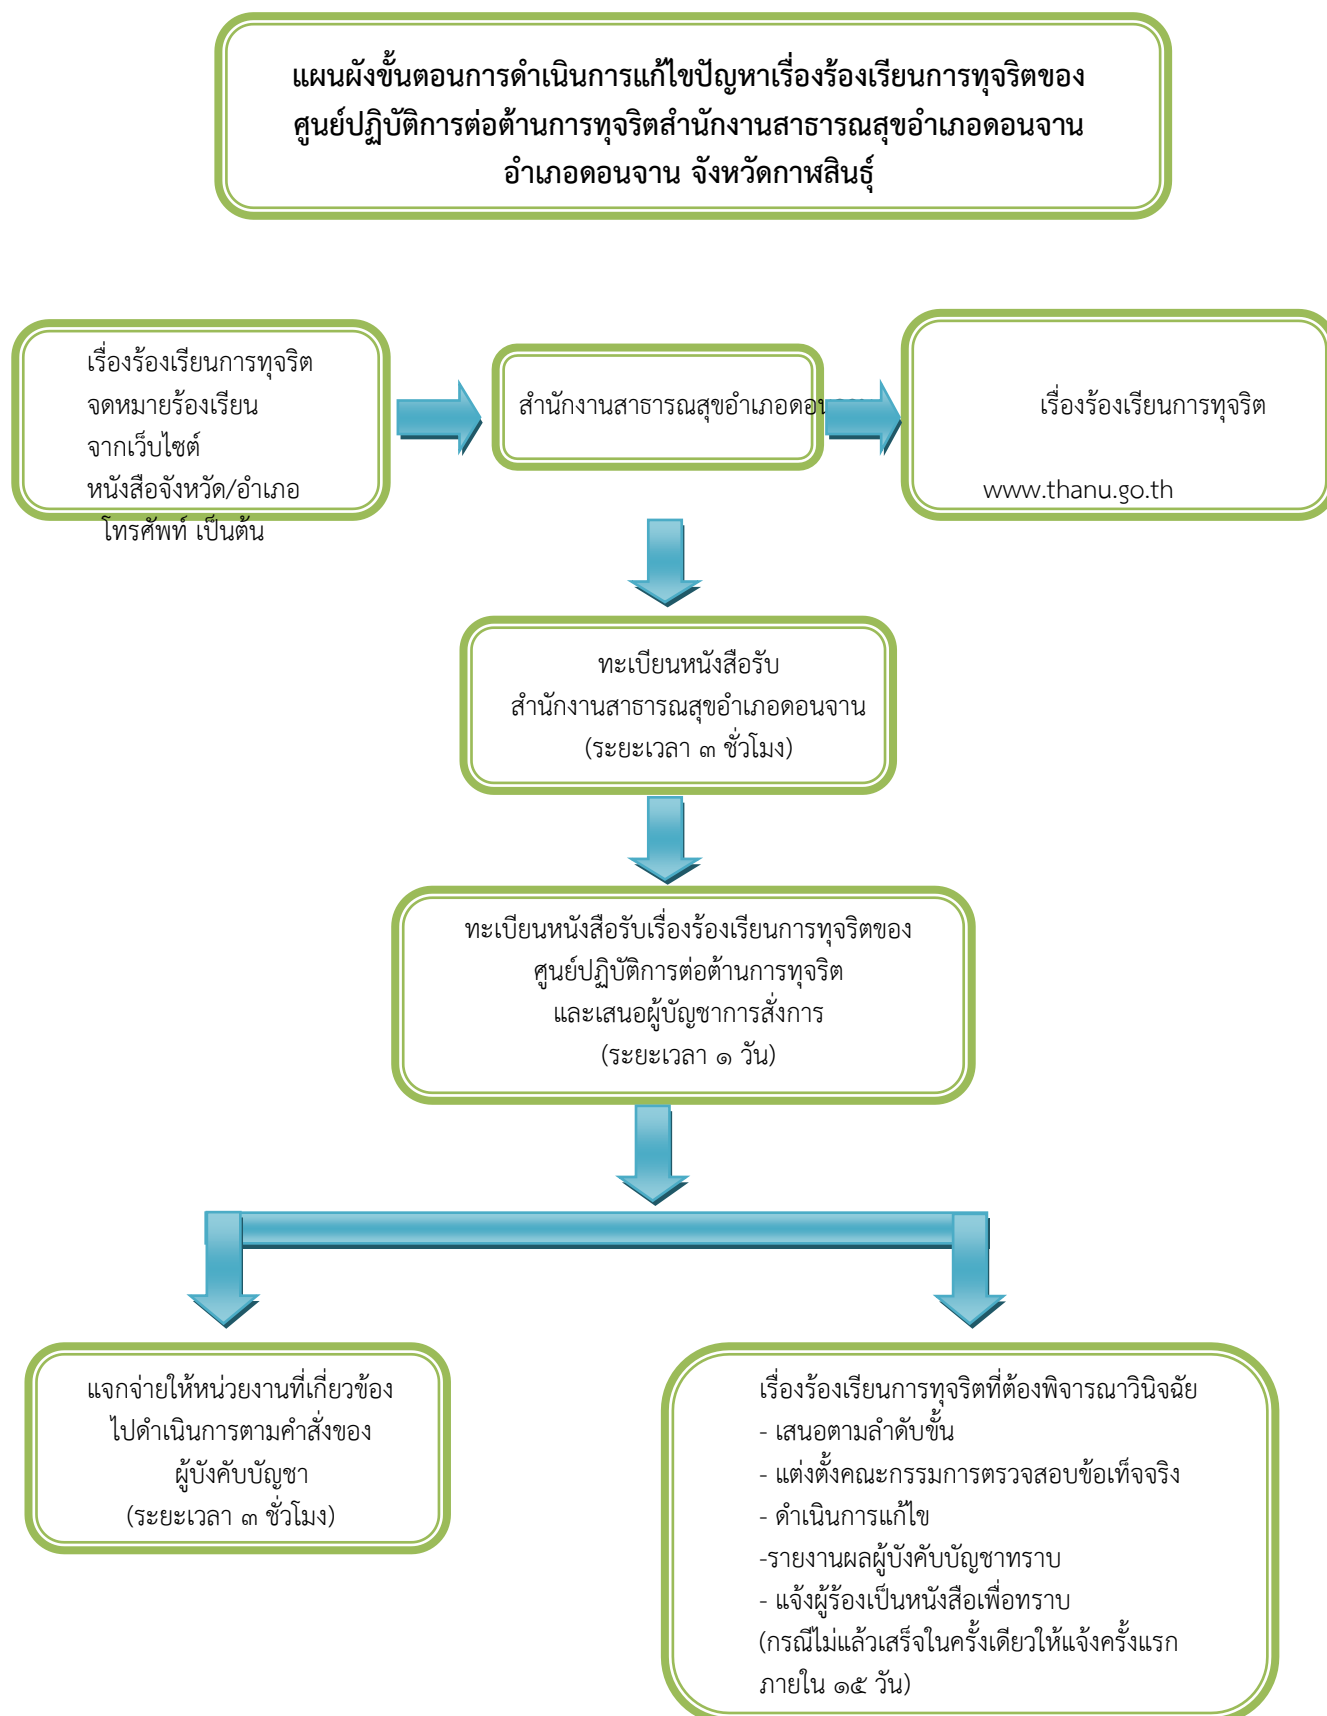 แผนผังขั้นตอนการดำเนินการแก้ไขปัญหาเรื่องร้องเรียนการทุจริตของ
ศูนย์ปฏิบัติการต่อต้านการทุจริตสำนักงานสาธารณสุขอำเภอดอนจาน
อำเภอดอนจาน จังหวัดกาฬสินธุ์
เรื่องร้องเรียนการทุจริต
จดหมายร้องเรียน
จากเว็บไซต์
หนังสือจังหวัด/อำเภอ
โทรศัพท์ เป็นต้น
สำนักงานสาธารณสุขอำเภอดอนจาน
เรื่องร้องเรียนการทุจริต
www.thanu.go.th
ทะเบียนหนังสือรับ
สำนักงานสาธารณสุขอำเภอดอนจาน
(ระยะเวลา ๓ ชั่วโมง)
ทะเบียนหนังสือรับเรื่องร้องเรียนการทุจริตของ
ศูนย์ปฏิบัติการต่อต้านการทุจริต
และเสนอผู้บัญชาการสั่งการ
(ระยะเวลา ๑ วัน)
แจกจ่ายให้หน่วยงานที่เกี่ยวข้อง
ไปดำเนินการตามคำสั่งของ
ผู้บังคับบัญชา
(ระยะเวลา ๓ ชั่วโมง)
เรื่องร้องเรียนการทุจริตที่ต้องพิจารณาวินิจฉัย
- เสนอตามลำดับขั้น
- แต่งตั้งคณะกรรมการตรวจสอบข้อเท็จจริง
- ดำเนินการแก้ไข
-รายงานผลผู้บังคับบัญชาทราบ
- แจ้งผู้ร้องเป็นหนังสือเพื่อทราบ
(กรณีไม่แล้วเสร็จในครั้งเดียวให้แจ้งครั้งแรก
ภายใน ๑๕ วัน)